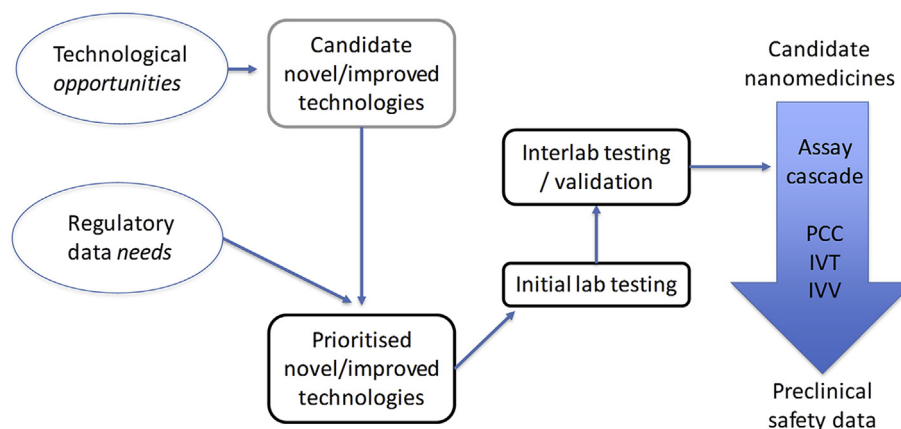 Technological
opportunities
Candidate
novel/improved
technologies
Regulatory
data needs
Prioritised
novel/improved
technologies
Initial lab testing
Interlab testing
/ validation
Candidate
nanomedicines
Assay
cascade
PCC
IVT
IVV
Preclinical
safety data